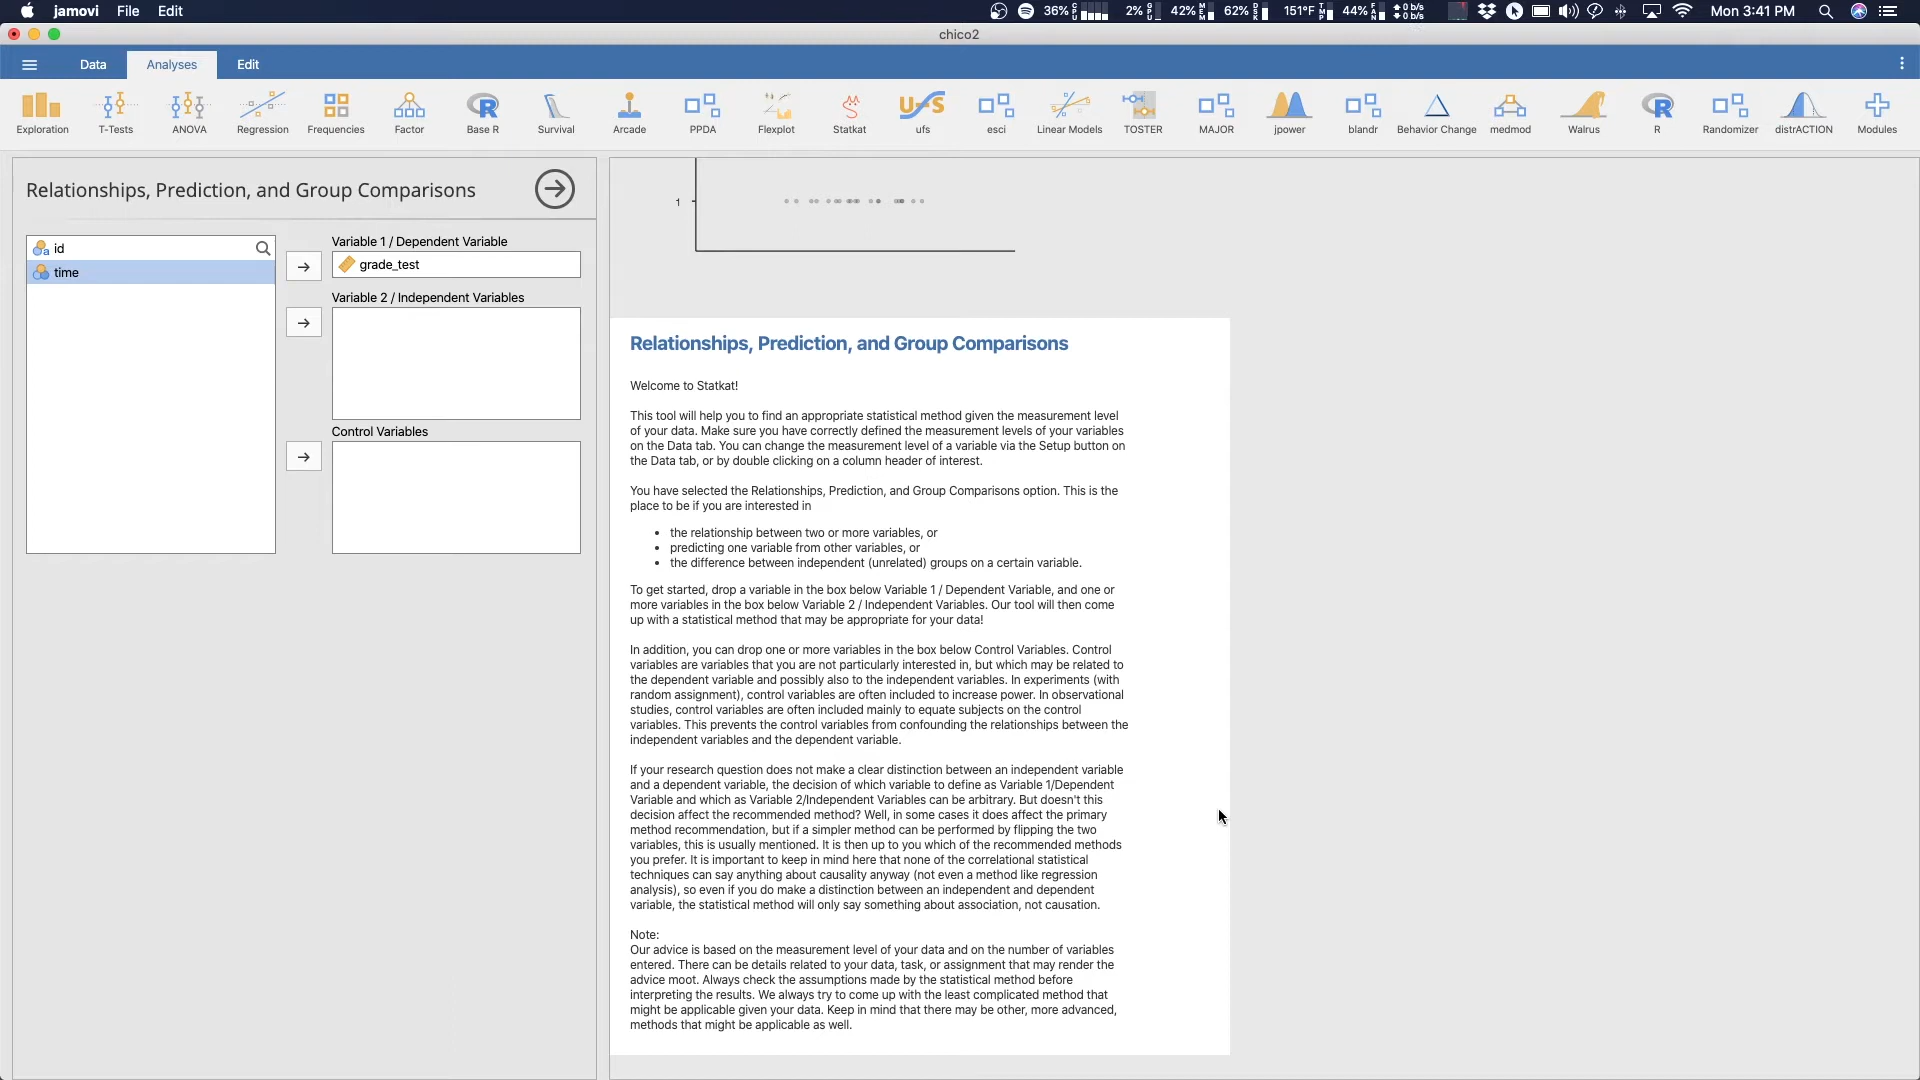 jamovi File Edit
36% 2% 42% 62% 151°F 44% 0 b/s 0 b/s Mon 3:41 PM
chico2
Data Analyses Edit
Exploration T-Tests ANOVA Regression Frequencies Factor Base R Survival Arcade PPDA Flexplot Statkat ufs esci Linear Models TOSTER MAJOR jpower blandr Behavior Change medmod Walrus R Randomizer distrACTION Modules
Relationships, Prediction, and Group Comparisons
id
time
Variable 1 / Dependent Variable
grade_test
Variable 2 / Independent Variables
Control Variables
1
Relationships, Prediction, and Group Comparisons
Welcome to Statkat!
This tool will help you to find an appropriate statistical method given the measurement level
of your data. Make sure you have correctly defined the measurement levels of your variables
on the Data tab. You can change the measurement level of a variable via the Setup button on
the Data tab, or by double clicking on a column header of interest.
You have selected the Relationships, Prediction, and Group Comparisons option. This is the
place to be if you are interested in
• the relationship between two or more variables, or
• predicting one variable from other variables, or
• the difference between independent (unrelated) groups on a certain variable.
To get started, drop a variable in the box below Variable 1 / Dependent Variable, and one or
more variables in the box below Variable 2 / Independent Variables. Our tool will then come
up with a statistical method that may be appropriate for your data!
In addition, you can drop one or more variables in the box below Control Variables. Control
variables are variables that you are not particularly interested in, but which may be related to
the dependent variable and possibly also to the independent variables. In experiments (with
random assignment), control variables are often included to increase power. In observational
studies, control variables are often included mainly to equate subjects on the control
variables. This prevents the control variables from confounding the relationships between the
independent variables and the dependent variable.
If your research question does not make a clear distinction between an independent variable
and a dependent variable, the decision of which variable to define as Variable 1/Dependent
Variable and which as Variable 2/Independent Variables can be arbitrary. But doesn't this
decision affect the recommended method? Well, in some cases it does affect the primary
method recommendation, but if a simpler method can be performed by flipping the two
variables, this is usually mentioned. It is then up to you which of the recommended methods
you prefer. It is important to keep in mind here that none of the correlational statistical
techniques can say anything about causality anyway (not even a method like regression
analysis), so even if you do make a distinction between an independent and dependent
variable, the statistical method will only say something about association, not causation.
Note:
Our advice is based on the measurement level of your data and on the number of variables
entered. There can be details related to your data, task, or assignment that may render the
advice moot. Always check the assumptions made by the statistical method before
interpreting the results. We always try to come up with the least complicated method that
might be applicable given your data. Keep in mind that there may be other, more advanced,
methods that might be applicable as well.